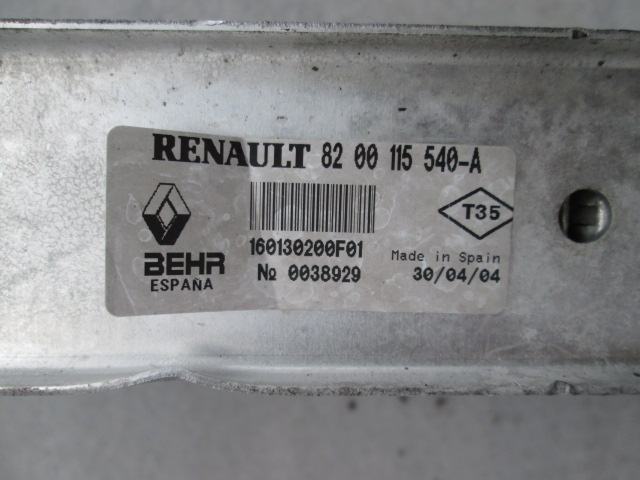 RENAULT 82 00 115 540-A
T35
160130200F01
BEHR
ESPAÑA
№ 0038929
Made in Spain
30/04/04